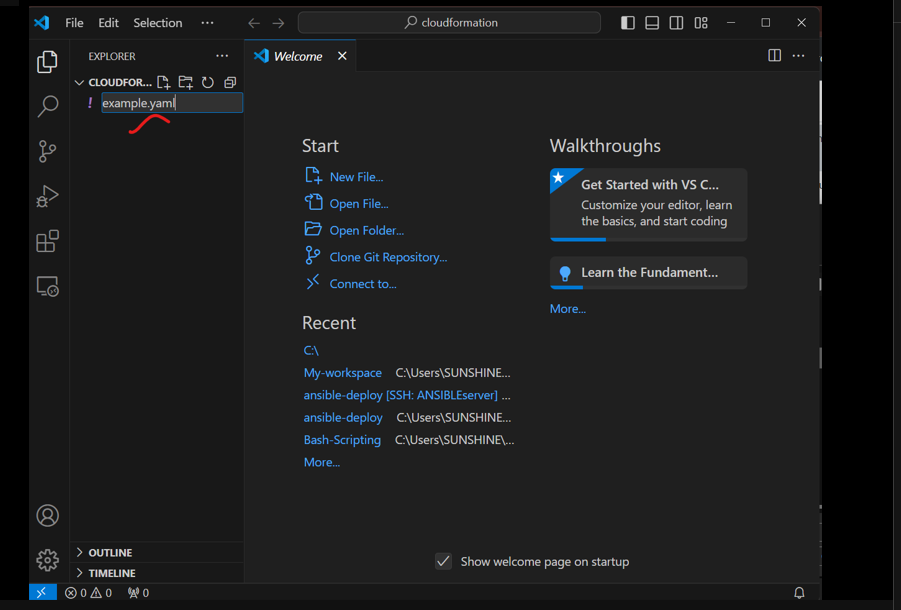 File Edit Selection ··· cloudformation
EXPLORER ···
Welcome ···
CLOUDFOR...
! example.yaml
Start
New File...
Open File...
Open Folder...
Clone Git Repository...
Connect to...
Recent
C:\
My-workspace C:\Users\SUNSHINE...
ansible-deploy [SSH: ANSIBLEserver] ...
ansible-deploy C:\Users\SUNSHINE...
Bash-Scripting C:\Users\SUNSHINE\...
More...
Walkthroughs
Get Started with VS C...
Customize your editor, learn
the basics, and start coding
Learn the Fundament...
More...
Show welcome page on startup
OUTLINE
TIMELINE
0 0 0